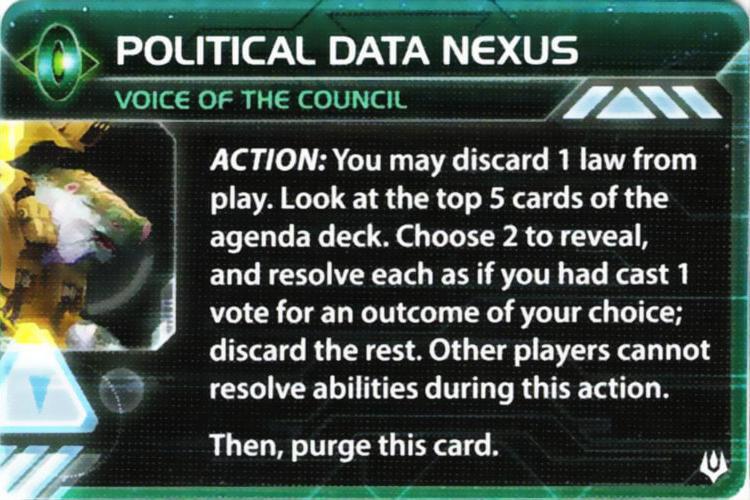 POLITICAL DATA NEXUS
VOICE OF THE COUNCIL
ACTION: You may discard 1 law from
play. Look at the top 5 cards of the
agenda deck. Choose 2 to reveal,
and resolve each as if you had cast 1
vote for an outcome of your choice;
discard the rest. Other players cannot
resolve abilities during this action.
Then, purge this card.